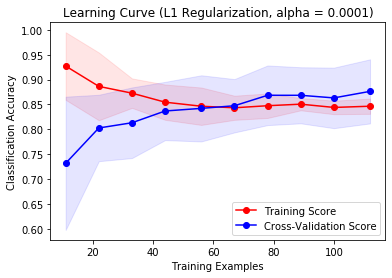 Learning Curve (L1 Regularization, alpha = 0.0001)
1.00
0.95
0.90
0.85
0.80
0.75
0.70
0.65
0.60
Classification Accuracy
Training Score
Cross-Validation Score
20 40 60 80 100
Training Examples